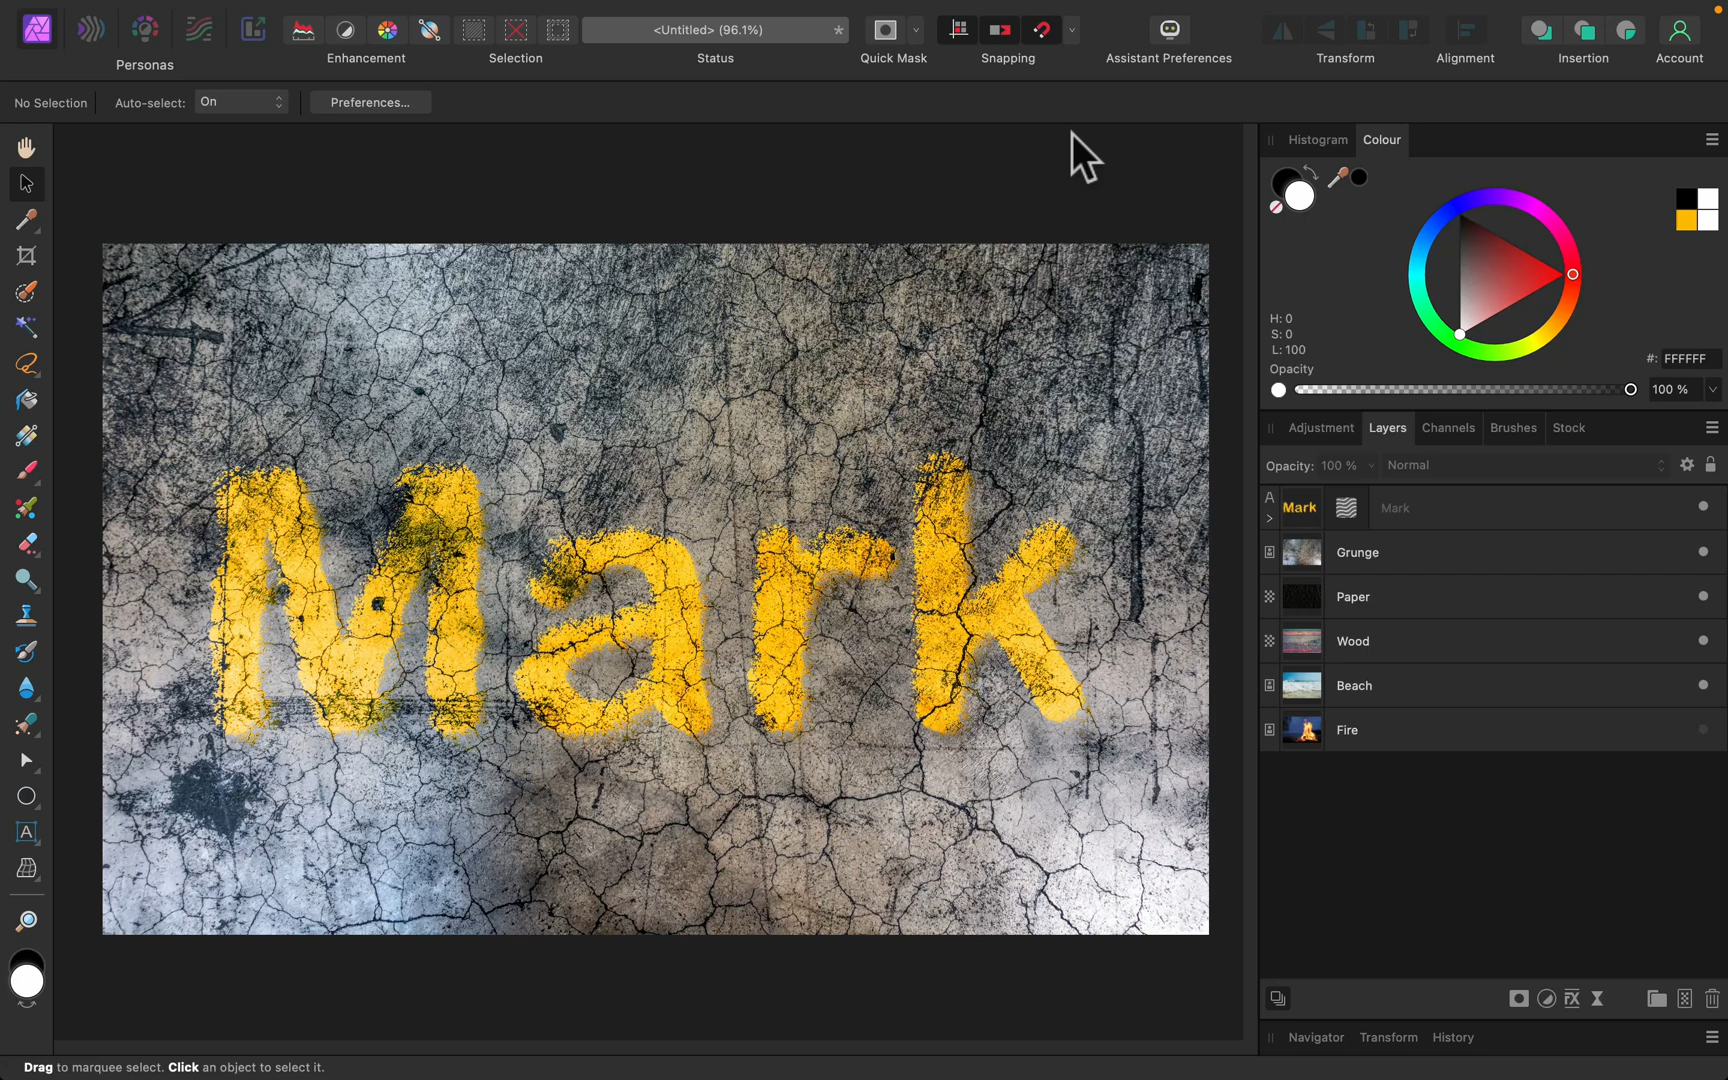 Personas
Enhancement
Selection
<Untitled> (96.1%)
*
Status
Quick Mask
Snapping
Assistant Preferences
Transform
Alignment
Insertion
Account
No Selection
Auto-select:
On
Preferences...
Histogram
Colour
H: 0
S: 0
L: 100
#: FFFFFF
Opacity
100 %
Adjustment
Layers
Channels
Brushes
Stock
Opacity: 100 %
Normal
A
Mark
Mark
Grunge
Paper
Wood
Beach
Fire
Mark
A
Navigator
Transform
History
Drag to marquee select. Click an object to select it.